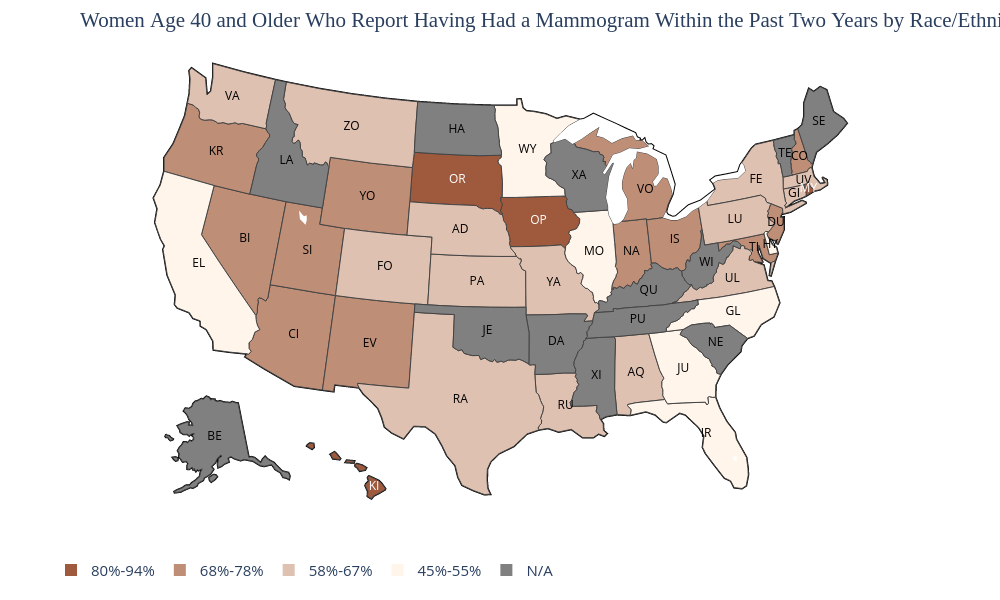 Women Age 40 and Older Who Report Having Had a Mammogram Within the Past Two Years by Race/Ethni
VA
ZO
HA
WY
SE
KR
LA
YO
OR
XA
VO
TE
CO
FE
UV
MY
GI
EL
BI
SI
FO
AD
OP
MO
NA
IS
LU
DU
TI
HV
WI
UL
PA
YA
QU
CI
EV
JE
DA
PU
GL
NE
XI
AQ
JU
RA
RU
IR
BE
KI
80%-94%
68%-78%
58%-67%
45%-55%
N/A